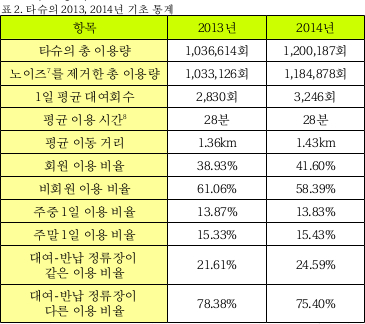 표 2. 타슈의 2013, 2014년 기초 통계
항목 2013년 2014년
타슈의 총 이용량 1,036,614회 1,200,187회
노이즈7를 제거한 총 이용량 1,033,126회 1,184,878회
1일 평균 대여회수 2,830회 3,246회
평균 이용 시간8 28분 28분
평균 이동 거리 1.36km 1.43km
회원 이용 비율 38.93% 41.60%
비회원 이용 비율 61.06% 58.39%
주중 1일 이용 비율 13.87% 13.83%
주말 1일 이용 비율 15.33% 15.43%
대여-반납 정류장이
같은 이용 비율 21.61% 24.59%
대여-반납 정류장이
다른 이용 비율 78.38% 75.40%